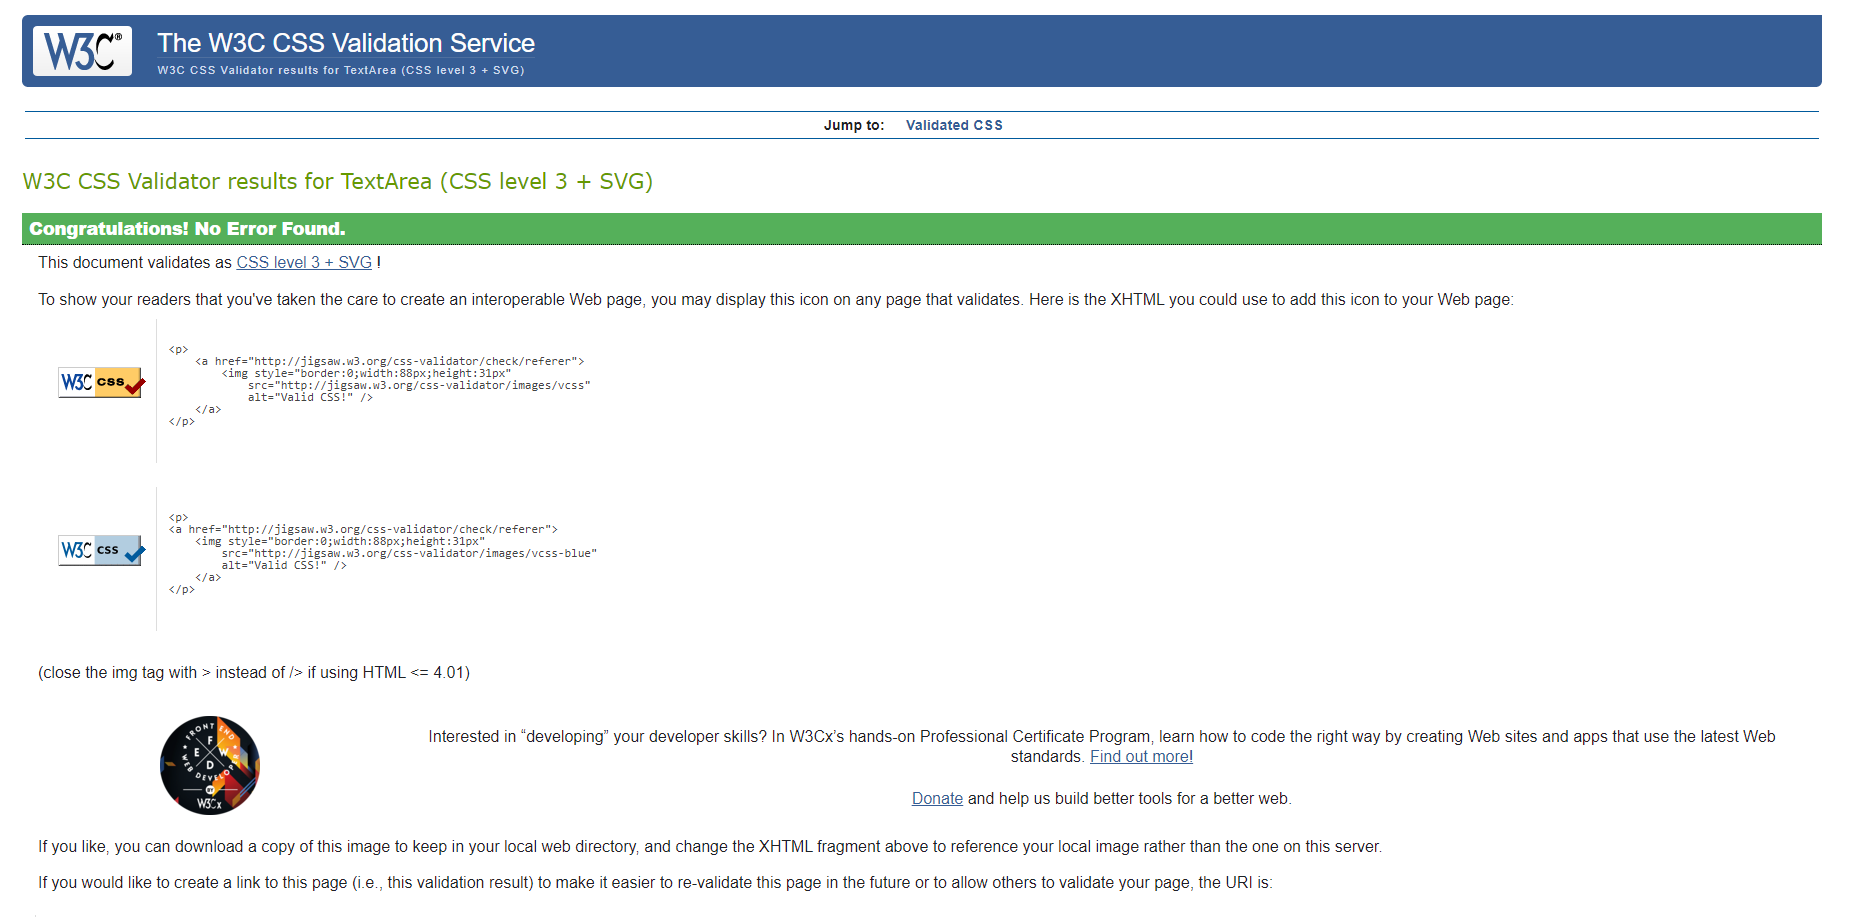 W3C®
The W3C CSS Validation Service
W3C CSS Validator results for TextArea (CSS level 3 + SVG)
Jump to: Validated CSS
W3C CSS Validator results for TextArea (CSS level 3 + SVG)
Congratulations! No Error Found.
This document validates as CSS level 3 + SVG !
To show your readers that you've taken the care to create an interoperable Web page, you may display this icon on any page that validates. Here is the XHTML you could use to add this icon to your Web page:
W3C css
<p>
<a href="http://jigsaw.w3.org/css-validator/check/referer">
<img style="border:0;width:88px;height:31px"
src="http://jigsaw.w3.org/css-validator/images/vcss"
alt="Valid CSS!" />
</a>
</p>
W3C css
<p>
<a href="http://jigsaw.w3.org/css-validator/check/referer">
<img style="border:0;width:88px;height:31px"
src="http://jigsaw.w3.org/css-validator/images/vcss-blue"
alt="Valid CSS!" />
</a>
</p>
(close the img tag with > instead of /> if using HTML <= 4.01)
FRONT END
F
E W
D
WEB DEVELOPER
BY
W3Cx
Interested in “developing” your developer skills? In W3Cx’s hands-on Professional Certificate Program, learn how to code the right way by creating Web sites and apps that use the latest Web
standards. Find out more!
Donate and help us build better tools for a better web.
If you like, you can download a copy of this image to keep in your local web directory, and change the XHTML fragment above to reference your local image rather than the one on this server.
If you would like to create a link to this page (i.e., this validation result) to make it easier to re-validate this page in the future or to allow others to validate your page, the URI is: